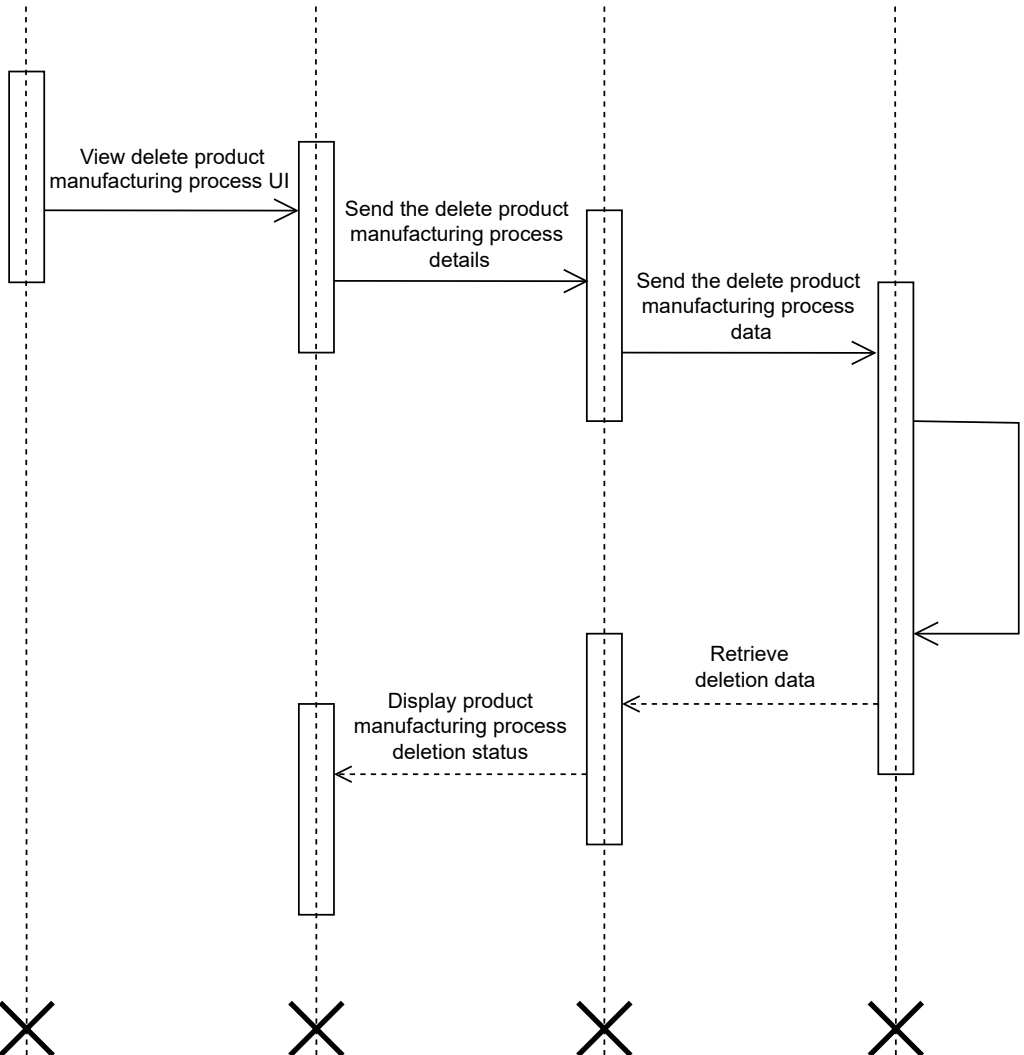 View delete product
manufacturing process UI
Send the delete product
manufacturing process
details
Send the delete product
manufacturing process
data
Retrieve
deletion data
Display product
manufacturing process
deletion status